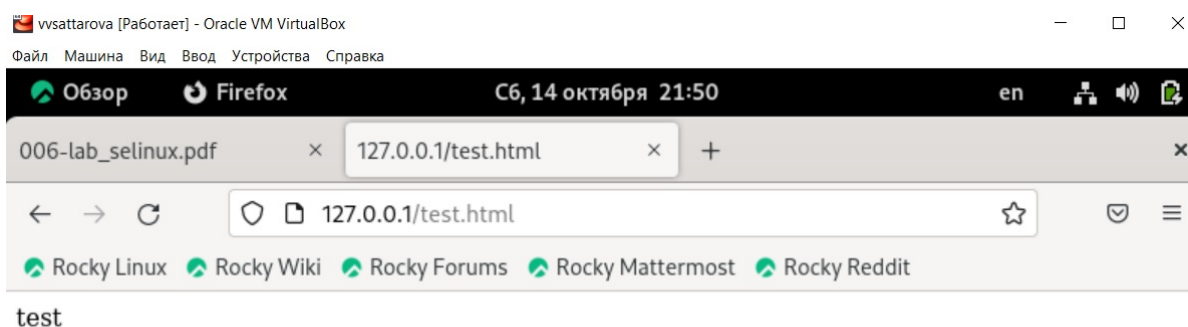 vvsattarova [Работает] - Oracle VM VirtualBox
Файл Машина Вид Ввод Устройства Справка
Обзор Firefox Сб, 14 октября 21:50 en
006-lab_selinux.pdf 127.0.0.1/test.html
127.0.0.1/test.html
Rocky Linux Rocky Wiki Rocky Forums Rocky Mattermost Rocky Reddit
test